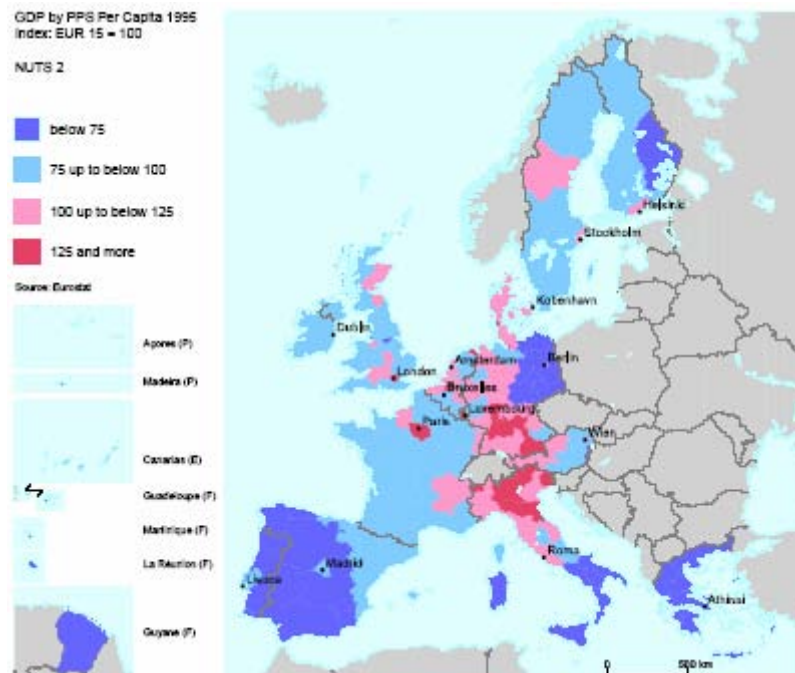 GDP by PPS Per Capita 1995
Index: EUR 15 = 100
NUTS 2
below 75
75 up to below 100
100 up to below 125
125 and more
Source: Eurostat
Açores (P)
Madeira (P)
Canarias (E)
Guadeloupe (F)
Martinique (F)
La Réunion (F)
Guyane (F)
Helsinki
Stockholm
Kobenhavn
Dublin
London
Amsterdam
Berlin
Bruxelles
Luxembourg
Paris
Wien
Roma
Madrid
Lisboa
Athinai
0 500 km